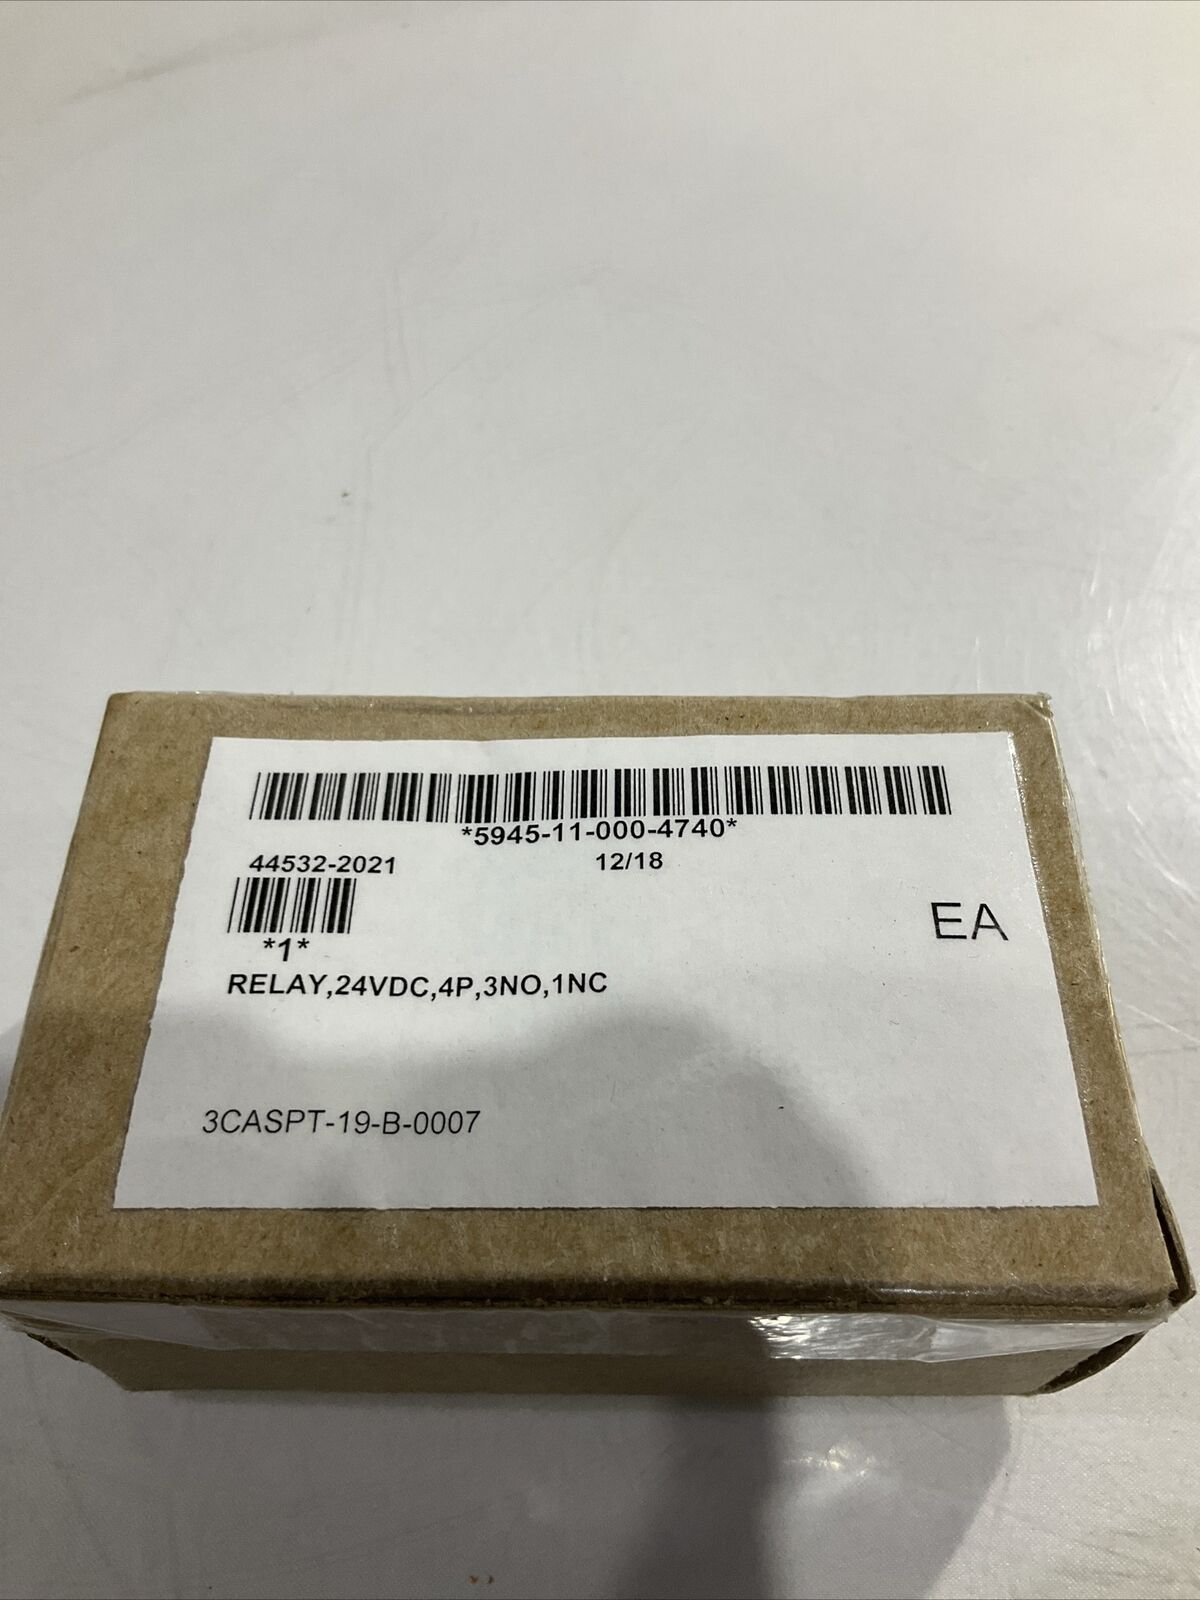 *5945-11-000-4740*
44532-2021 12/18
*1*
EA
RELAY,24VDC,4P,3NO,1NC
3CASPT-19-B-0007